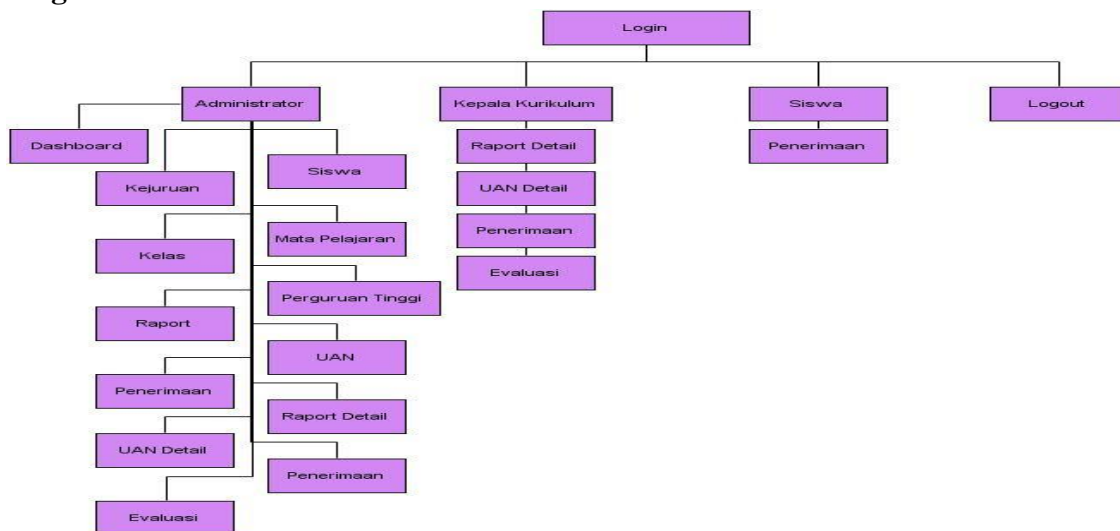 Login
Administrator
Kepala Kurikulum
Siswa
Logout
Dashboard
Raport Detail
Penerimaan
Siswa
Kejuruan
UAN Detail
Mata Pelajaran
Penerimaan
Kelas
Evaluasi
Perguruan Tinggi
Raport
UAN
Penerimaan
Raport Detail
UAN Detail
Penerimaan
Evaluasi